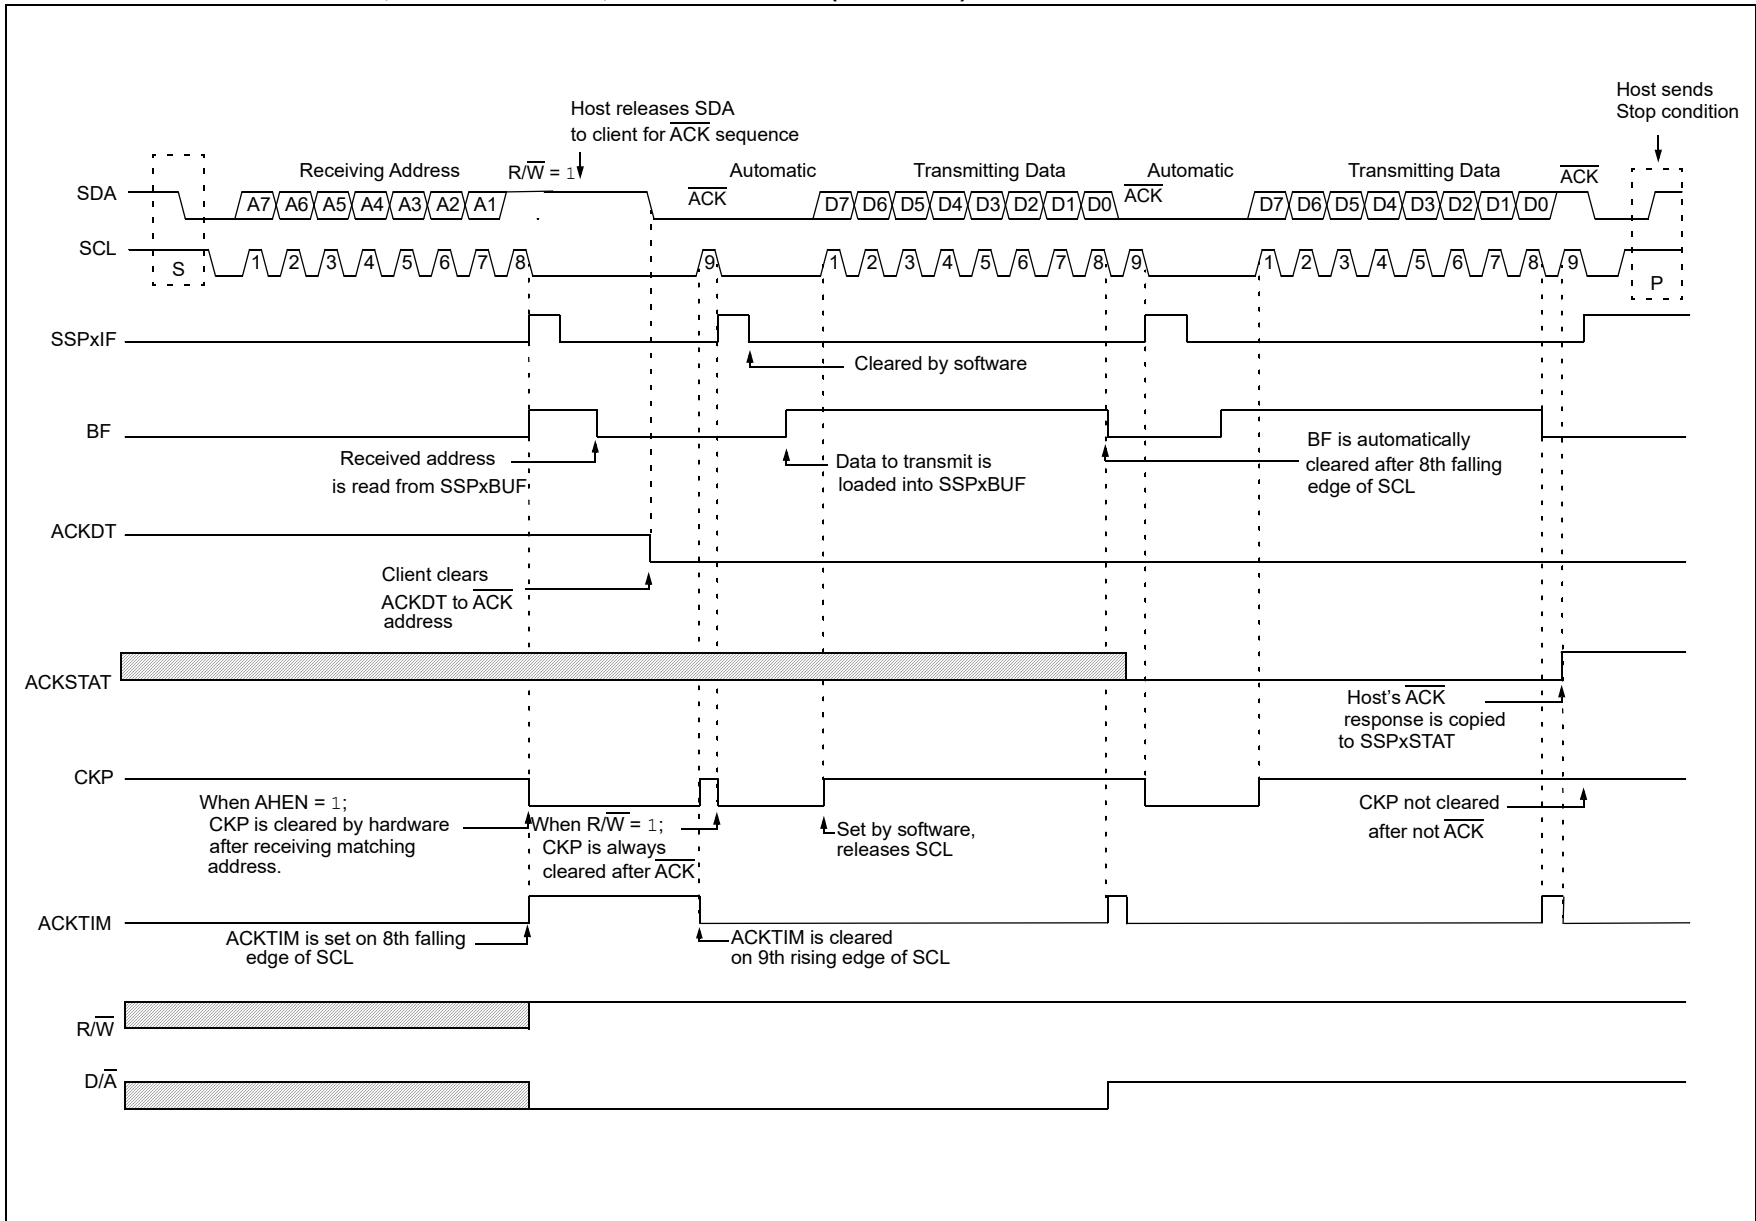 Host sends
Stop condition
Host releases SDA
to client for ACK sequence
Receiving Address
R/W = 1
Automatic
Transmitting Data
Automatic
Transmitting Data
ACK
SDA
A7 A6 A5 A4 A3 A2 A1
ACK
D7 D6 D5 D4 D3 D2 D1 D0
ACK
D7 D6 D5 D4 D3 D2 D1 D0
SCL
S
1 2 3 4 5 6 7 8 9
1 2 3 4 5 6 7 8 9
1 2 3 4 5 6 7 8 9
P
SSPxIF
Cleared by software
BF
Received address
is read from SSPxBUF
Data to transmit is
loaded into SSPxBUF
BF is automatically
cleared after 8th falling
edge of SCL
ACKDT
Client clears
ACKDT to ACK
address
ACKSTAT
Host's ACK
response is copied
to SSPxSTAT
CKP
When AHEN = 1;
CKP is cleared by hardware
after receiving matching
address.
When R/W = 1;
CKP is always
cleared after ACK
Set by software,
releases SCL
CKP not cleared
after not ACK
ACKTIM
ACKTIM is set on 8th falling
edge of SCL
ACKTIM is cleared
on 9th rising edge of SCL
R/W
D/A